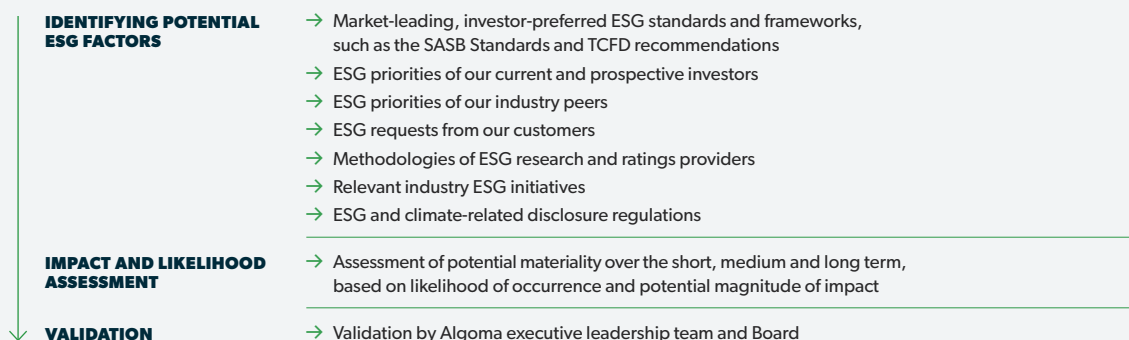 IDENTIFYING POTENTIAL
ESG FACTORS
→ Market-leading, investor-preferred ESG standards and frameworks,
such as the SASB Standards and TCFD recommendations
→ ESG priorities of our current and prospective investors
→ ESG priorities of our industry peers
→ ESG requests from our customers
→ Methodologies of ESG research and ratings providers
→ Relevant industry ESG initiatives
→ ESG and climate-related disclosure regulations
IMPACT AND LIKELIHOOD
ASSESSMENT
→ Assessment of potential materiality over the short, medium and long term,
based on likelihood of occurrence and potential magnitude of impact
VALIDATION
→ Validation by Algoma executive leadership team and Board